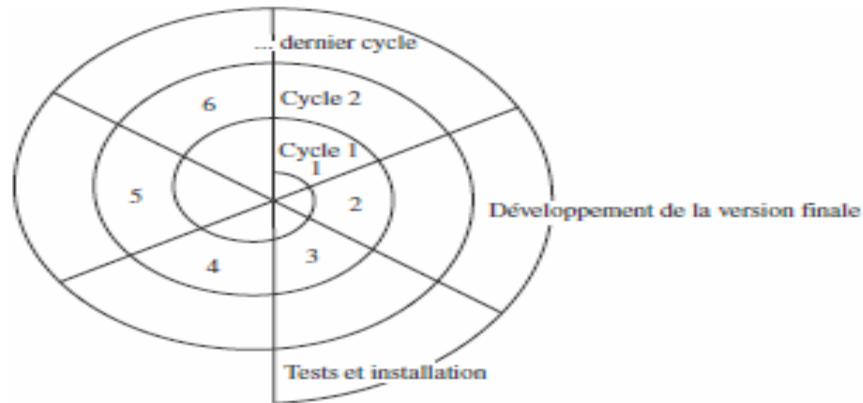 ... dernier cycle
6
Cycle 2
Cycle 1
1
5
2
Développement de la version finale
4
3
Tests et installation